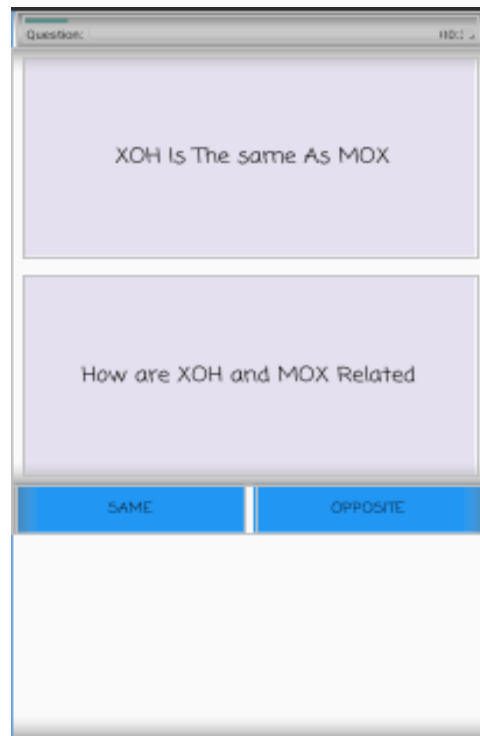 Question:
XOH Is The same As MOX
How are XOH and MOX Related
SAME
OPPOSITE